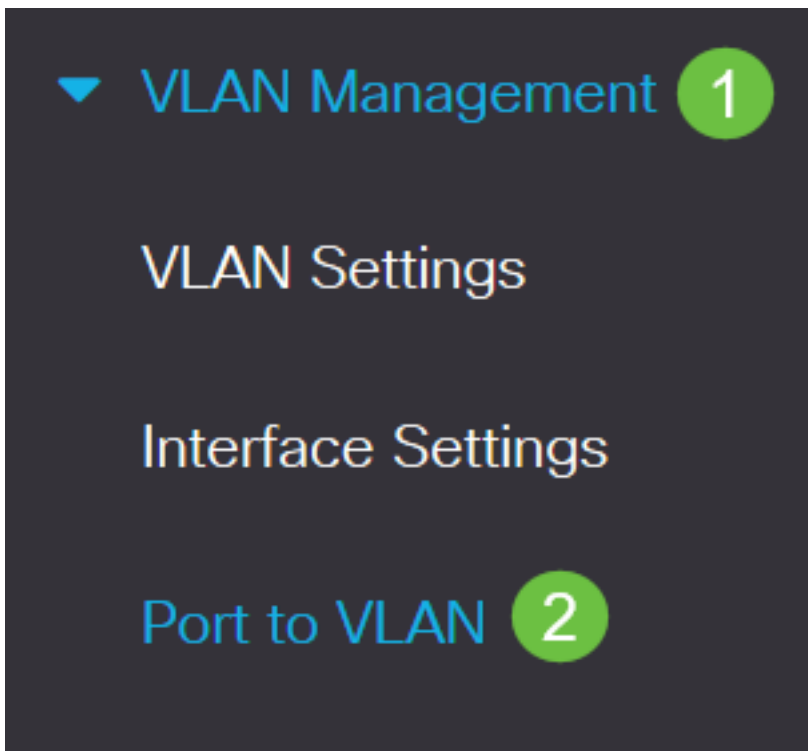 VLAN Management 1
VLAN Settings
Interface Settings
Port to VLAN 2